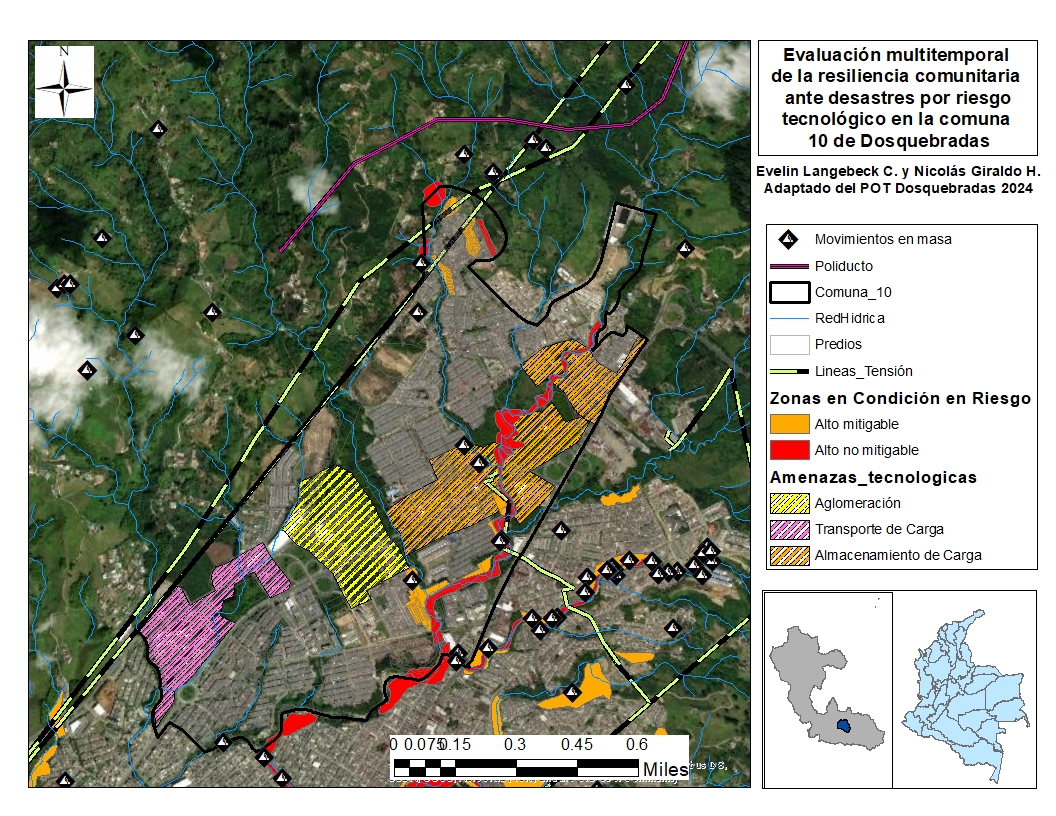 N
Evaluación multitemporal
de la resiliencia comunitaria
ante desastres por riesgo
tecnológico en la comuna
10 de Dosquebradas
Evelin Langebeck C. y Nicolás Giraldo H.
Adaptado del POT Dosquebradas 2024
Movimientos en masa
Poliducto
Comuna_10
RedHidrica
Predios
Lineas_Tensión
Zonas en Condición en Riesgo
Alto mitigable
Alto no mitigable
Amenazas_tecnologicas
Aglomeración
Transporte de Carga
Almacenamiento de Carga
0 0.075 0.15 0.3 0.45 0.6
Miles